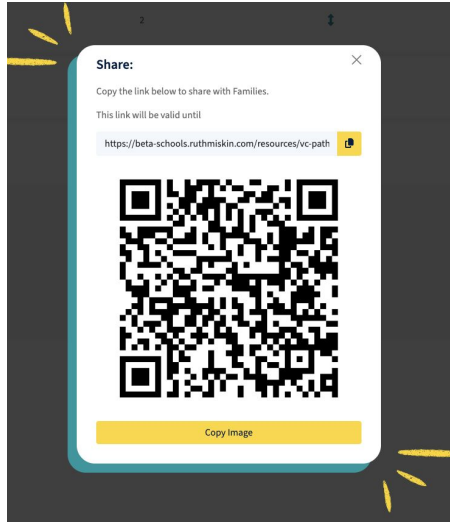 2
Share:
Copy the link below to share with Families.
This link will be valid until
https://beta-schools.ruthmiskin.com/resources/vc-path
Copy Image